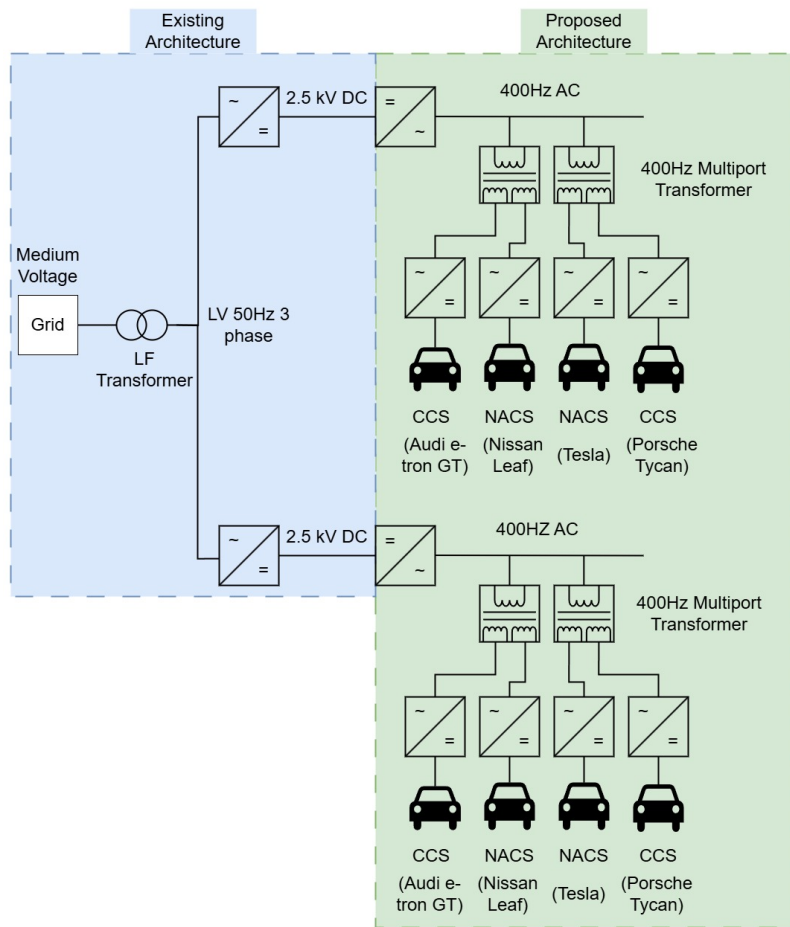 Existing
Architecture
Proposed
Architecture
~
=
2.5 kV DC
=
~
400Hz AC
400Hz Multiport
Transformer
~
=
~
=
~
=
~
=
Medium
Voltage
Grid
LF
Transformer
LV 50Hz 3
phase
CCS
(Audi e-
tron GT)
NACS
(Nissan
Leaf)
NACS
(Tesla)
CCS
(Porsche
Tycan)
~
=
2.5 kV DC
=
~
400HZ AC
400Hz Multiport
Transformer
~
=
~
=
~
=
~
=
CCS
(Audi e-
tron GT)
NACS
(Nissan
Leaf)
NACS
(Tesla)
CCS
(Porsche
Tycan)